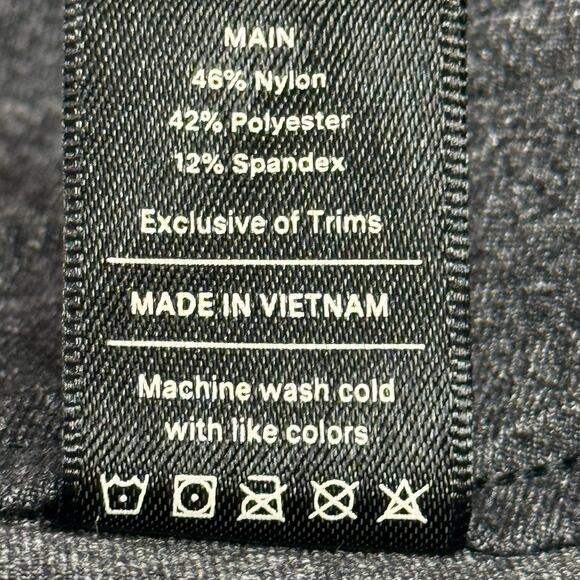 MAIN
46% Nylon
42% Polyester
12% Spandex
Exclusive of Trims
MADE IN VIETNAM
Machine wash cold
with like colors